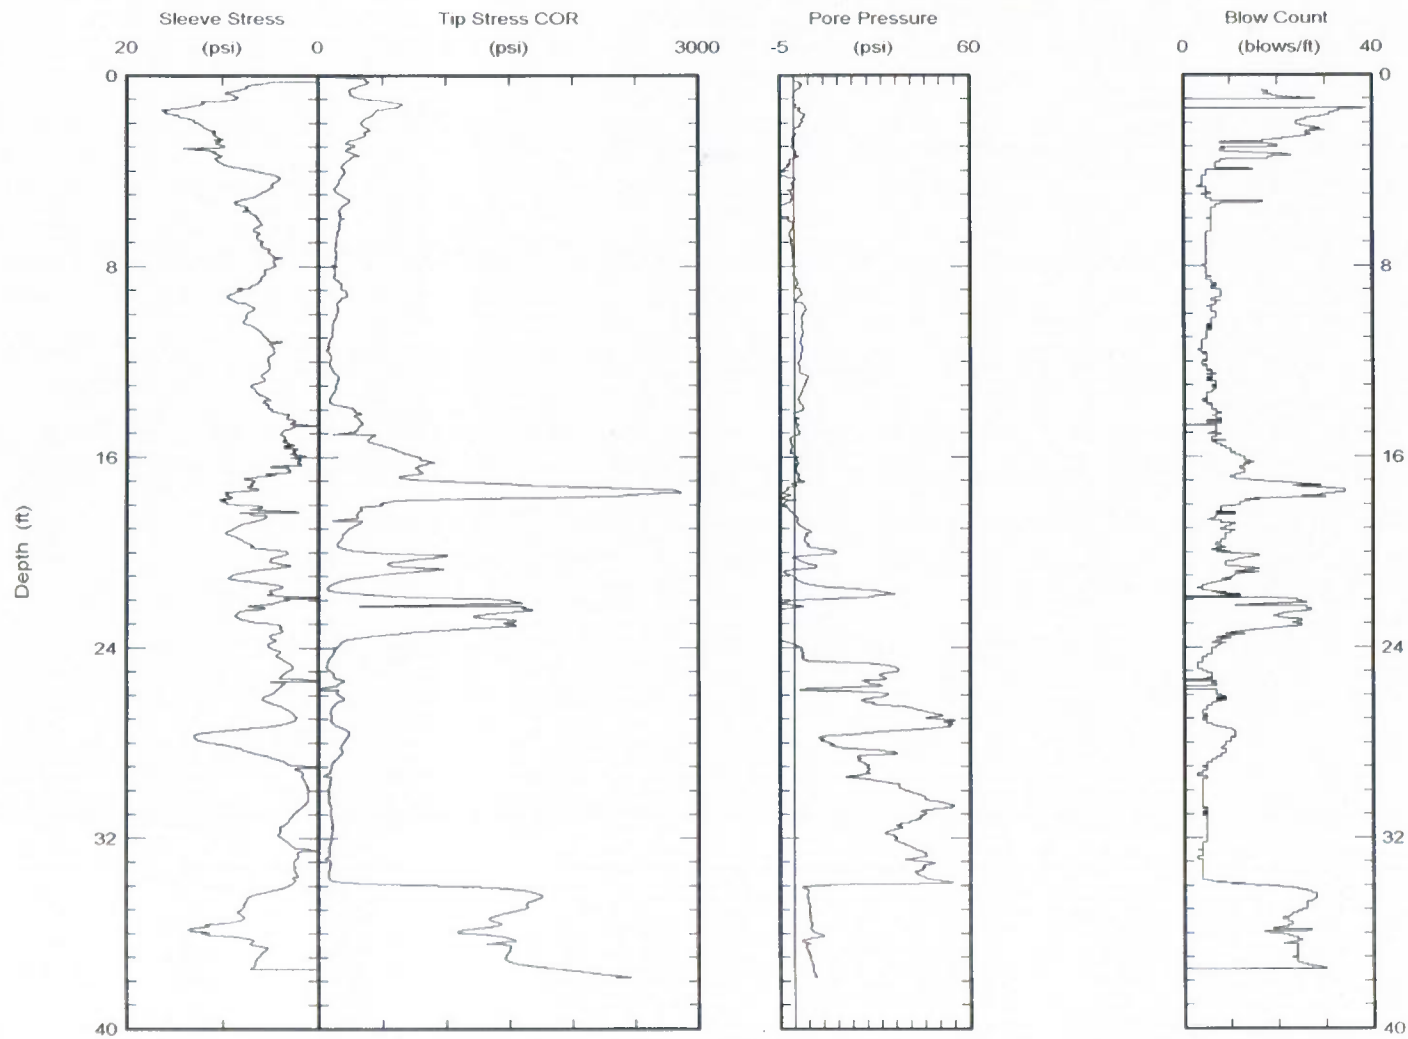 Sleeve Stress Tip Stress COR Pore Pressure Blow Count
(psi) (psi) (psi) (blows/ft)
20 0 3000 -5 60 0 40
0 0
8 8
16 16
Depth (ft)
24 24
32 32
40 40